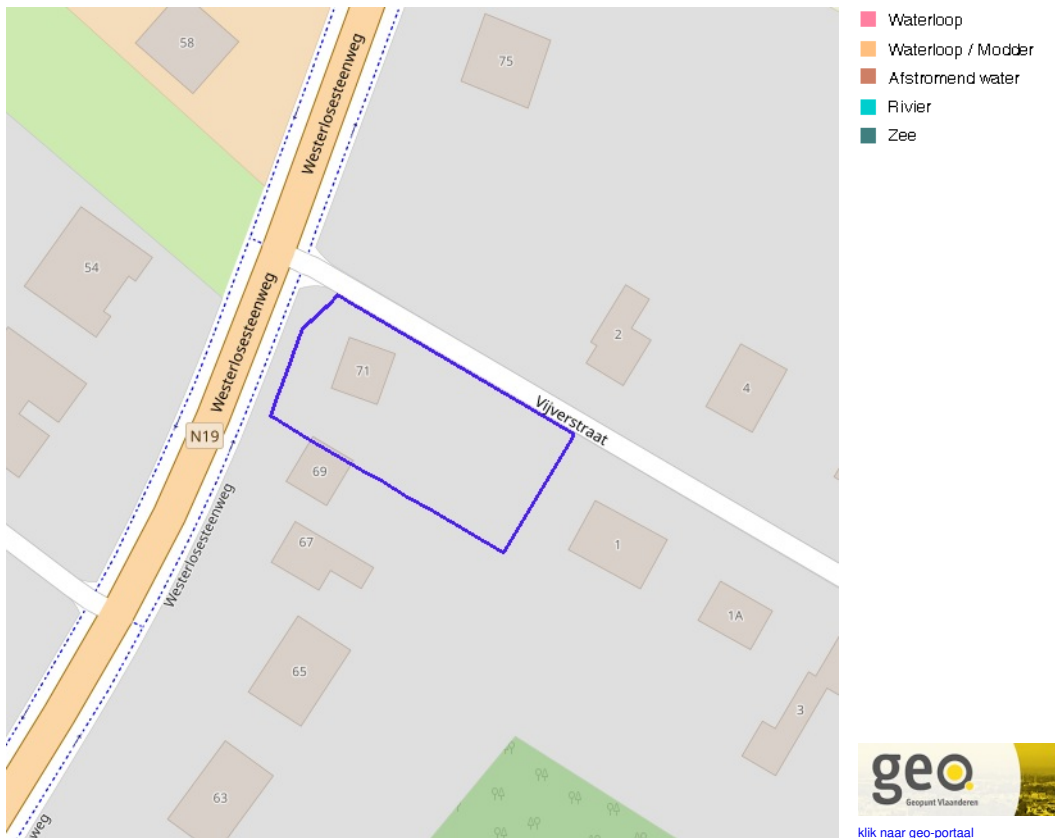 58
75
Westerlosesteenweg
54
Westerlosesteenweg
2
71
4
Vijverstraat
N19
69
Westerlosesteenweg
67
1
1A
65
3
63
weg
Waterloop
Waterloop / Modder
Afstromend water
Rivier
Zee
geo.
Geopunt Vlaanderen
klik naar geo-portaal